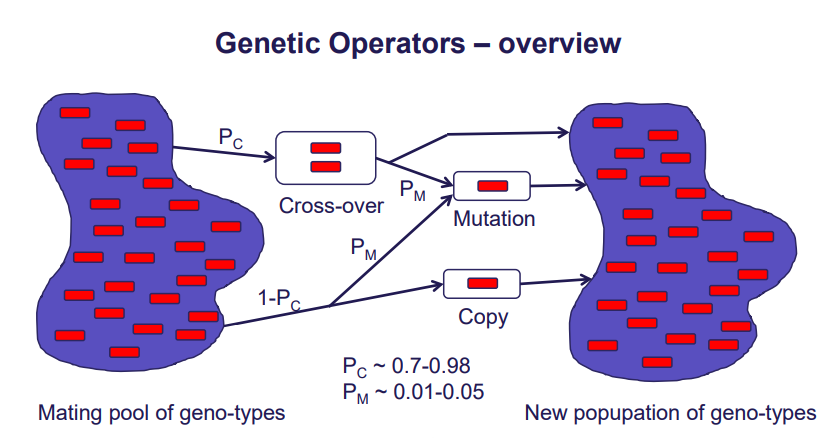 Genetic Operators – overview
P_C
Cross-over
P_M
Mutation
P_M
1-P_C
Copy
P_C ~ 0.7-0.98
P_M ~ 0.01-0.05
Mating pool of geno-types
New popupation of geno-types